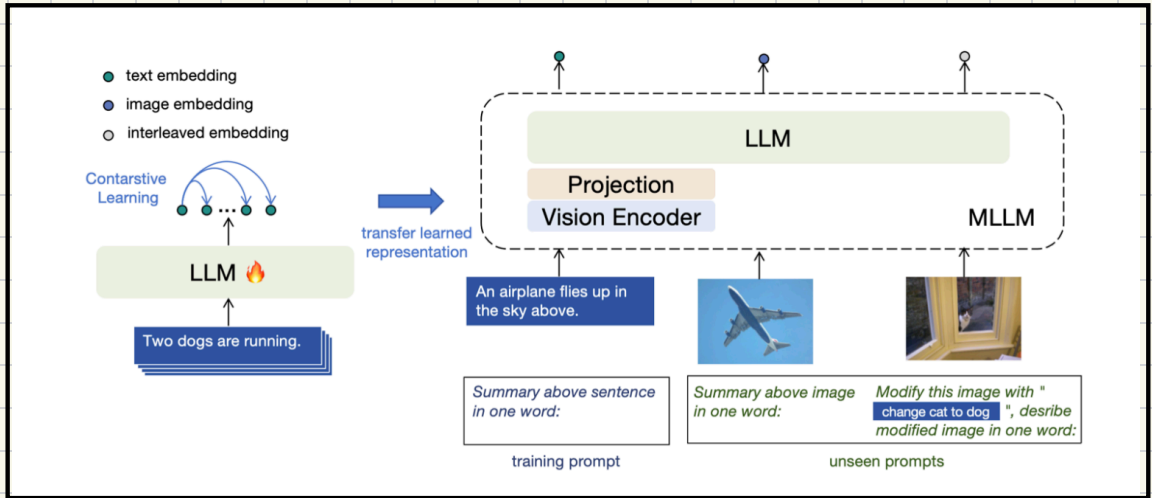 text embedding
image embedding
interleaved embedding
Contarstive
Learning
...
LLM
Two dogs are running.
transfer learned
representation
LLM
Projection
Vision Encoder
MLLM
An airplane flies up in
the sky above.
Summary above sentence
in one word:
training prompt
Summary above image
in one word:
Modify this image with "
change cat to dog ", desribe
modified image in one word:
unseen prompts